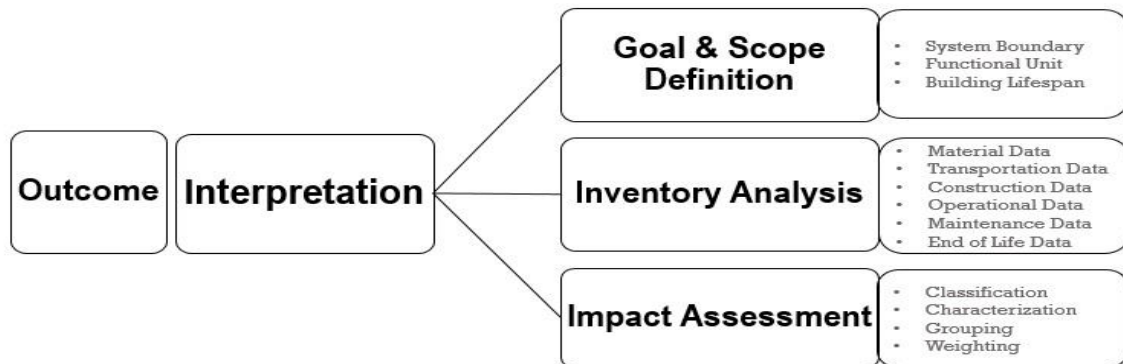 Outcome
Interpretation
Goal & Scope
Definition
• System Boundary
• Functional Unit
• Building Lifespan
Inventory Analysis
• Material Data
• Transportation Data
• Construction Data
• Operational Data
• Maintenance Data
• End of Life Data
Impact Assessment
• Classification
• Characterization
• Grouping
• Weighting